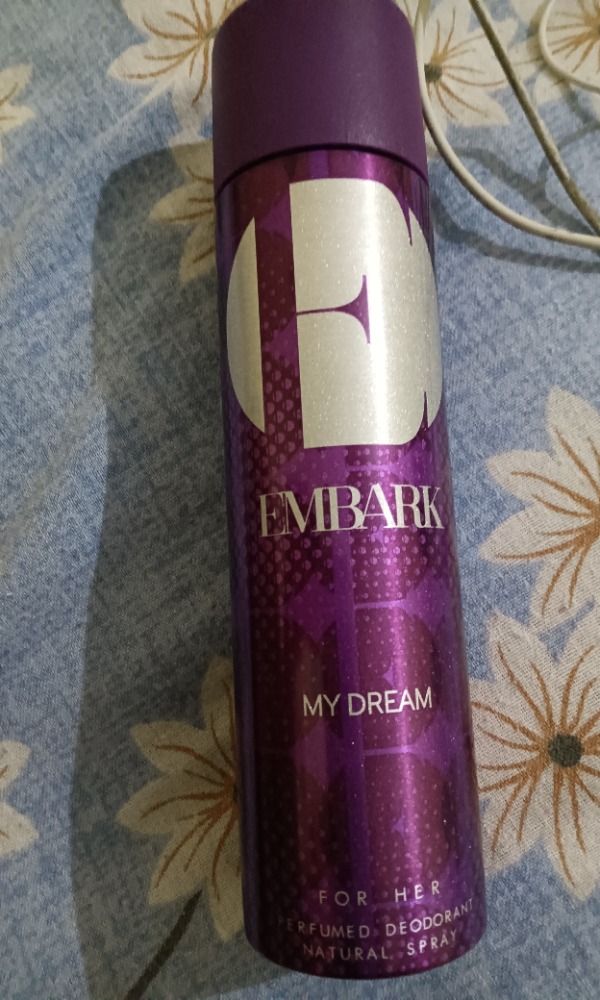 E
EMBARK
MY DREAM
FOR HER
PERFUMED DEODORANT
NATURAL SPRAY